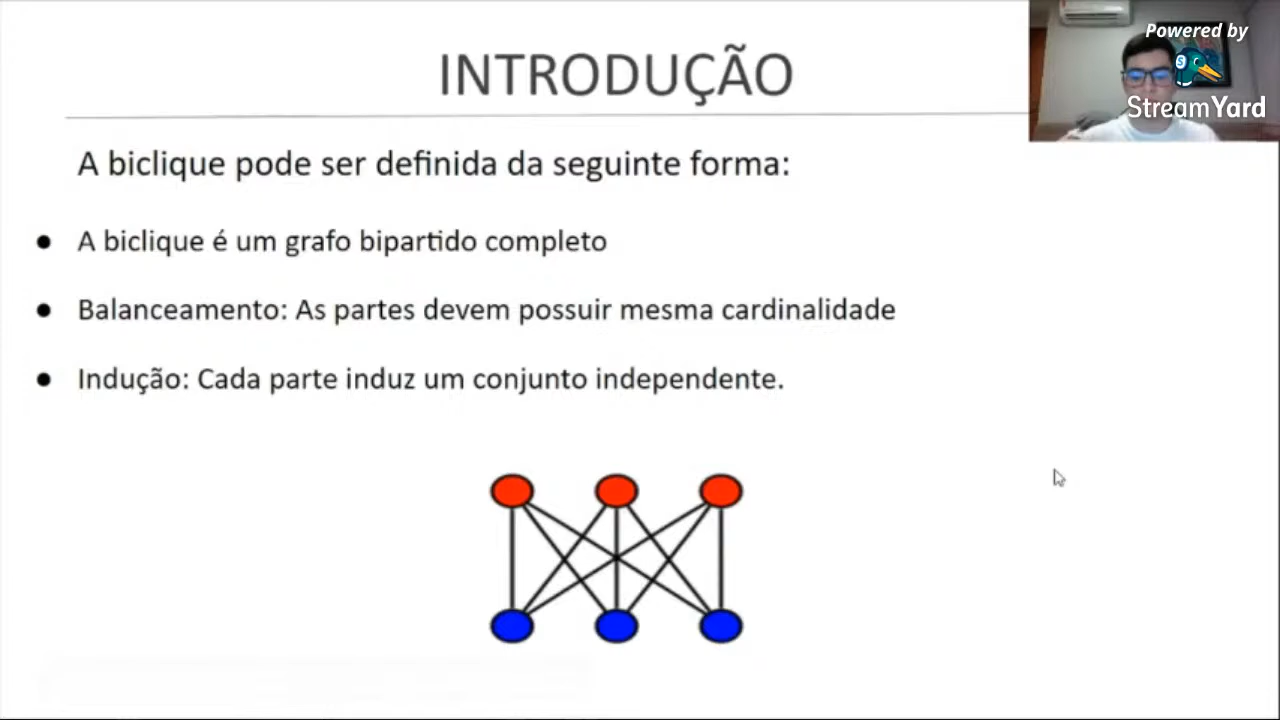 INTRODUÇÃO
Powered by
StreamYard
A biclique pode ser definida da seguinte forma:
● A biclique é um grafo bipartido completo
● Balanceamento: As partes devem possuir mesma cardinalidade
● Indução: Cada parte induz um conjunto independente.